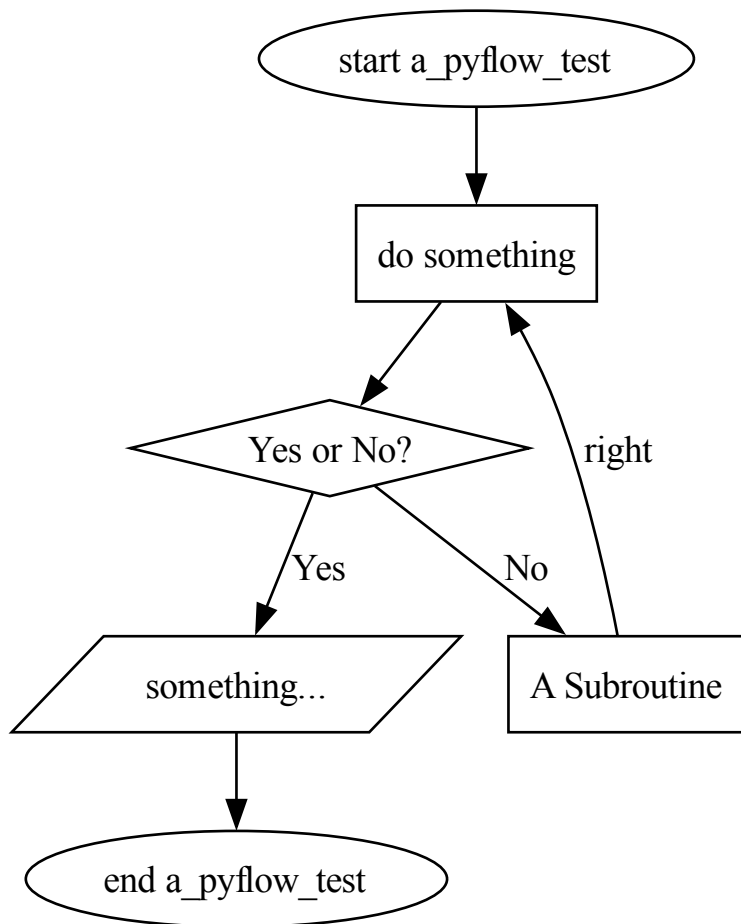 start a_pyflow_test
do something
Yes or No?
right
Yes
No
something...
A Subroutine
end a_pyflow_test